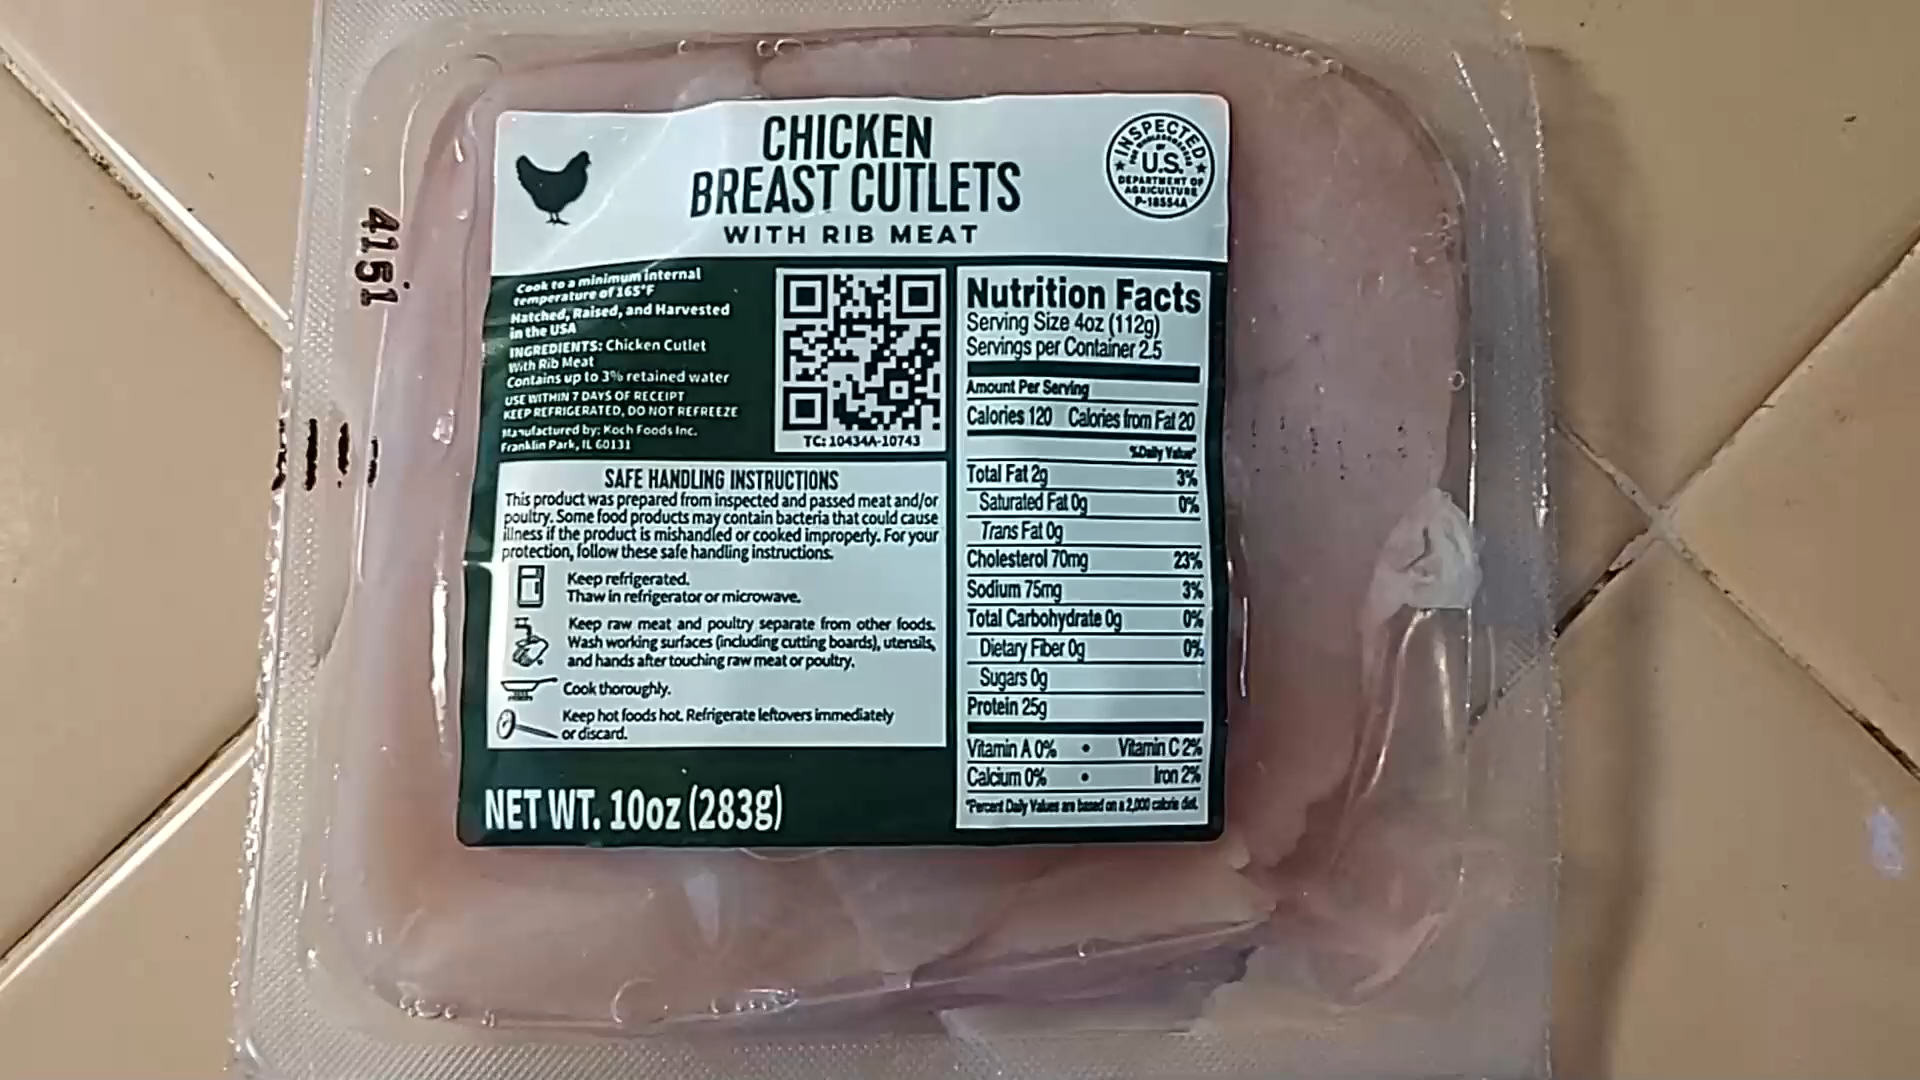 CHICKEN
BREAST CUTLETS
WITH RIB MEAT
INSPECTED
U.S.
DEPARTMENT OF
AGRICULTURE
P-18554A
4151
Cook to a minimum internal
temperature of 165°F
Hatched, Raised, and Harvested
in the USA
INGREDIENTS: Chicken Cutlet
With Rib Meat
Contains up to 3% retained water
USE WITHIN 7 DAYS OF RECEIPT
KEEP REFRIGERATED, DO NOT REFREEZE
Manufactured by: Koch Foods Inc.
Franklin Park, IL 60131
TC: 10434A-10743
SAFE HANDLING INSTRUCTIONS
This product was prepared from inspected and passed meat and/or
poultry. Some food products may contain bacteria that could cause
illness if the product is mishandled or cooked improperly. For your
protection, follow these safe handling instructions.
Keep refrigerated.
Thaw in refrigerator or microwave.
Keep raw meat and poultry separate from other foods.
Wash working surfaces (including cutting boards), utensils,
and hands after touching raw meat or poultry.
Cook thoroughly.
Keep hot foods hot. Refrigerate leftovers immediately
or discard.
NET WT. 10oz (283g)
Nutrition Facts
Serving Size 4oz (112g)
Servings per Container 2.5
Amount Per Serving
Calories 120 Calories from Fat 20
%Daily Value*
Total Fat 2g 3%
Saturated Fat 0g 0%
Trans Fat 0g
Cholesterol 70mg 23%
Sodium 75mg 3%
Total Carbohydrate 0g 0%
Dietary Fiber 0g 0%
Sugars 0g
Protein 25g
Vitamin A 0% • Vitamin C 2%
Calcium 0% • Iron 2%
*Percent Daily Values are based on a 2,000 calorie diet.